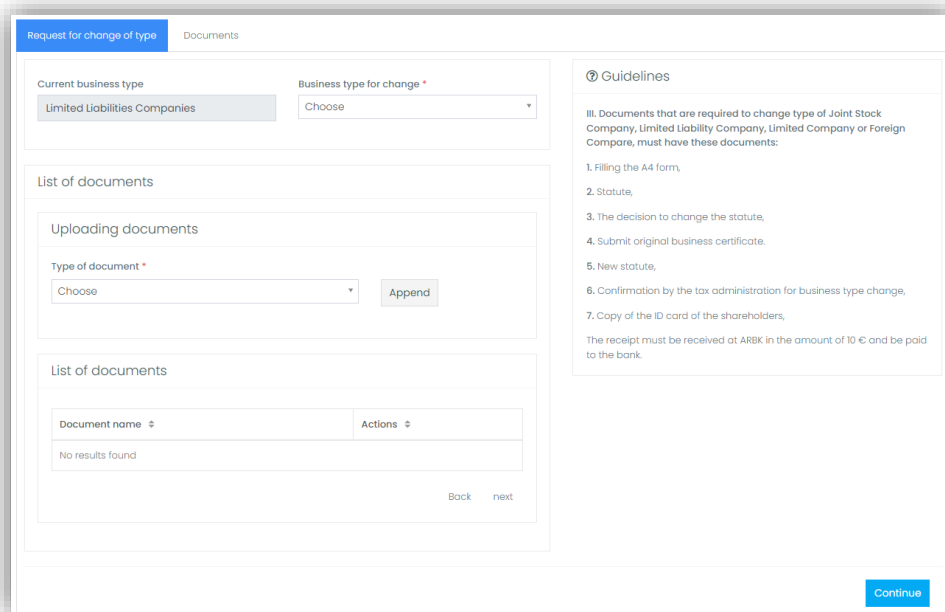 Request for change of type
Documents
Current business type
Business type for change *
Limited Liabilities Companies
Choose
List of documents
Uploading documents
Type of document *
Choose
Append
List of documents
Document name
Actions
No results found
Back
next
Guidelines
III. Documents that are required to change type of Joint Stock
Company, Limited Liability Company, Limited Company or Foreign
Compare, must have these documents:
1. Filling the A4 form,
2. Statute,
3. The decision to change the statute,
4. Submit original business certificate.
5. New statute,
6. Confirmation by the tax administration for business type change,
7. Copy of the ID card of the shareholders,
The receipt must be received at ARBK in the amount of 10 € and be paid
to the bank.
Continue